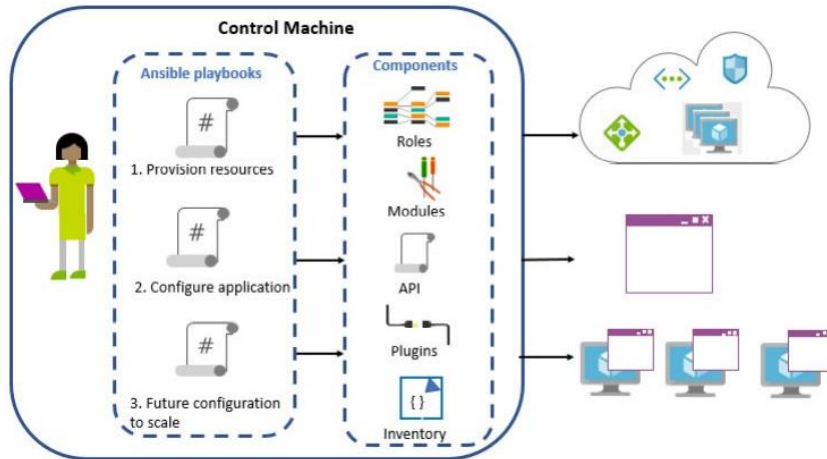 Control Machine
Ansible playbooks
#
1. Provision resources
#
2. Configure application
#
3. Future configuration
to scale
Components
Roles
Modules
API
Plugins
{ }
Inventory